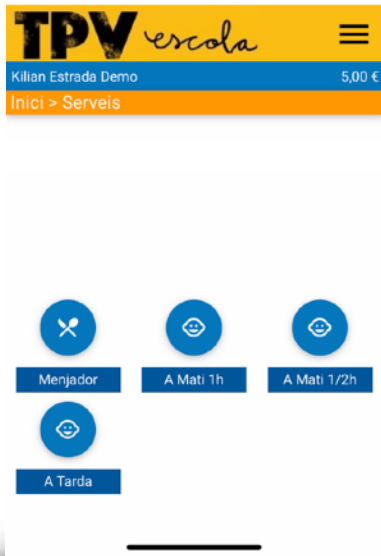 TPV escola
Kilian Estrada Demo 5,00 €
Inici > Serveis
Menjador A Mati 1h A Mati 1/2h
A Tarda